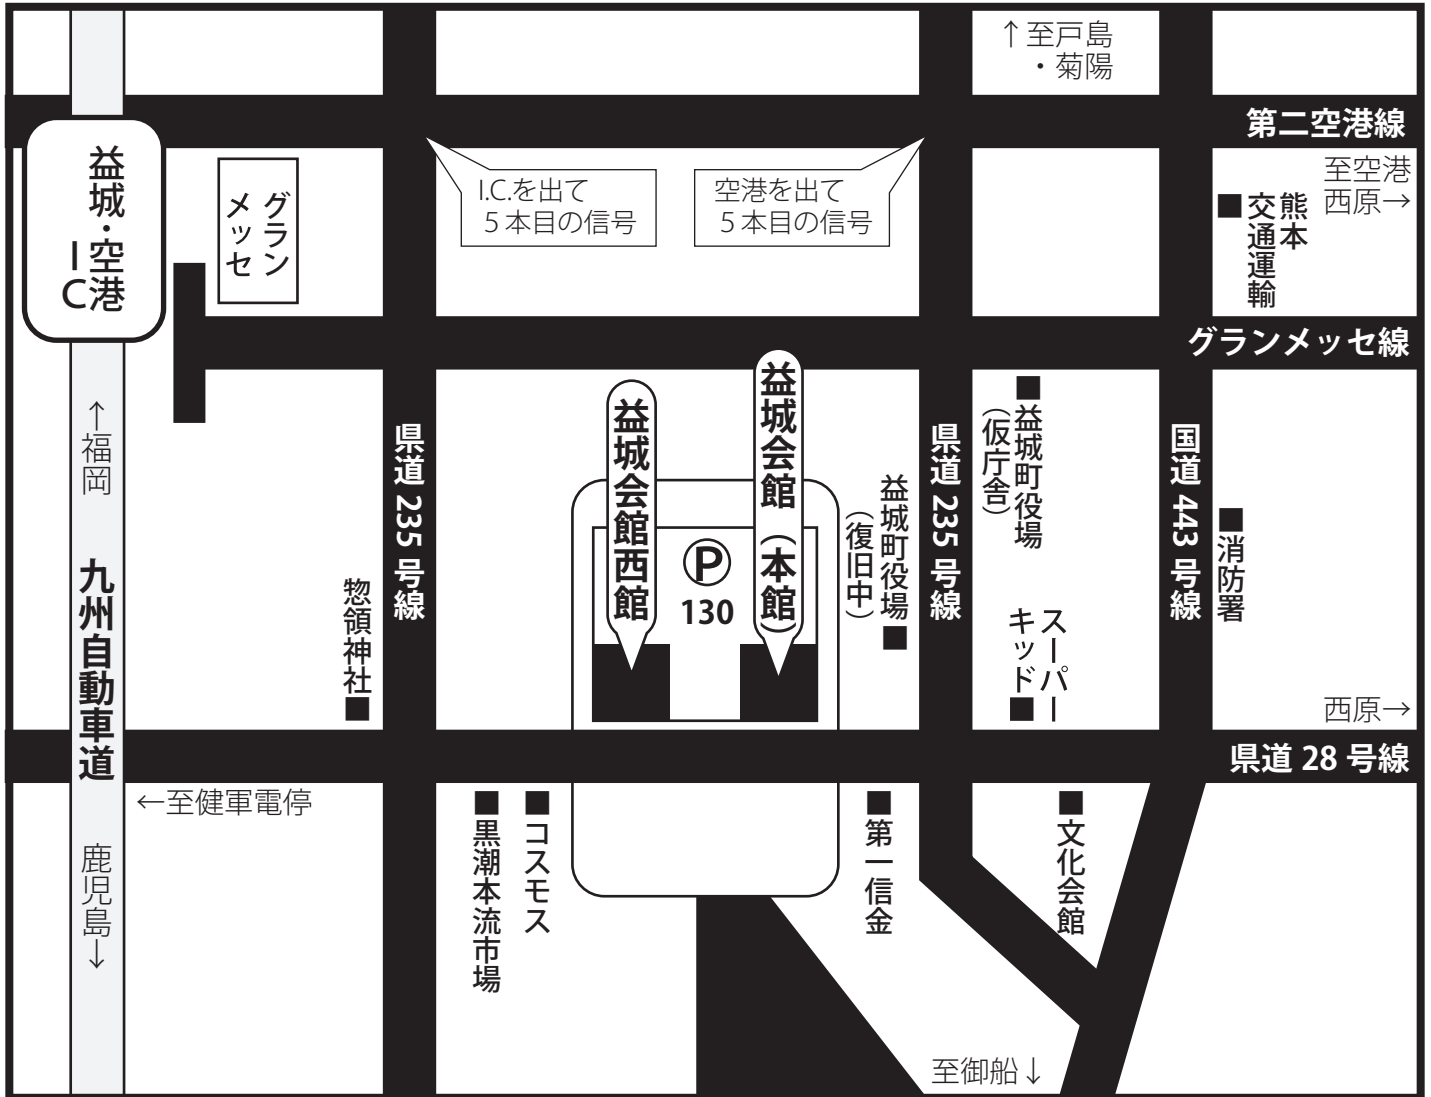 ↑至戸島
・菊陽
第二空港線
益城・空港
IC
グラン
メッセ
I.C.を出て
5本目の信号
空港を出て
5本目の信号
至空港
西原→
熊本
交通運輸■
グランメッセ線
↑福岡
九州自動車道
鹿児島↓
県道235号線
惣領神社■
益城会館西館
P
130
益城会館(本館)
益城町役場■
(復旧中)
県道235号線
■益城町役場
(仮庁舎)
スーパー
キッド■
国道443号線
■消防署
西原→
県道28号線
←至健軍電停
■黒潮本流市場
■コスモス
■第一信金
■文化会館
至御船↓